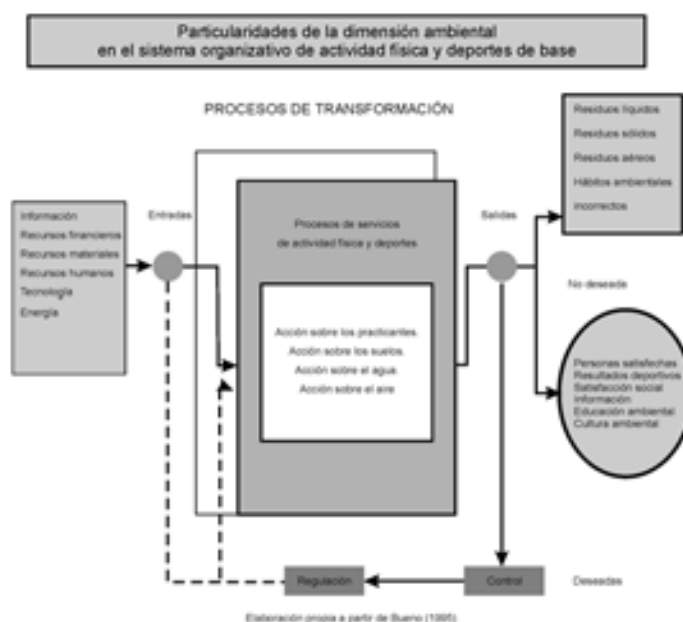 Particularidades de la dimensión ambiental
en el sistema organizativo de actividad física y deportes de base
PROCESOS DE TRANSFORMACIÓN
Información
Recursos financieros
Recursos materiales
Recursos humanos
Tecnología
Energía
Entradas
Procesos de servicios
de actividad física y deportes
Acción sobre los practicantes.
Acción sobre los suelos.
Acción sobre el agua.
Acción sobre el aire
Salidas
Residuos líquidos
Residuos sólidos
Residuos aéreos
Hábitos ambientales
incorrectos
No deseada
Personas satisfechas
Resultados deportivos
Satisfacción social
Información
Educación ambiental
Cultura ambiental
Regulación
Control
Deseadas
Elaboración propia a partir de Bueno (1995)